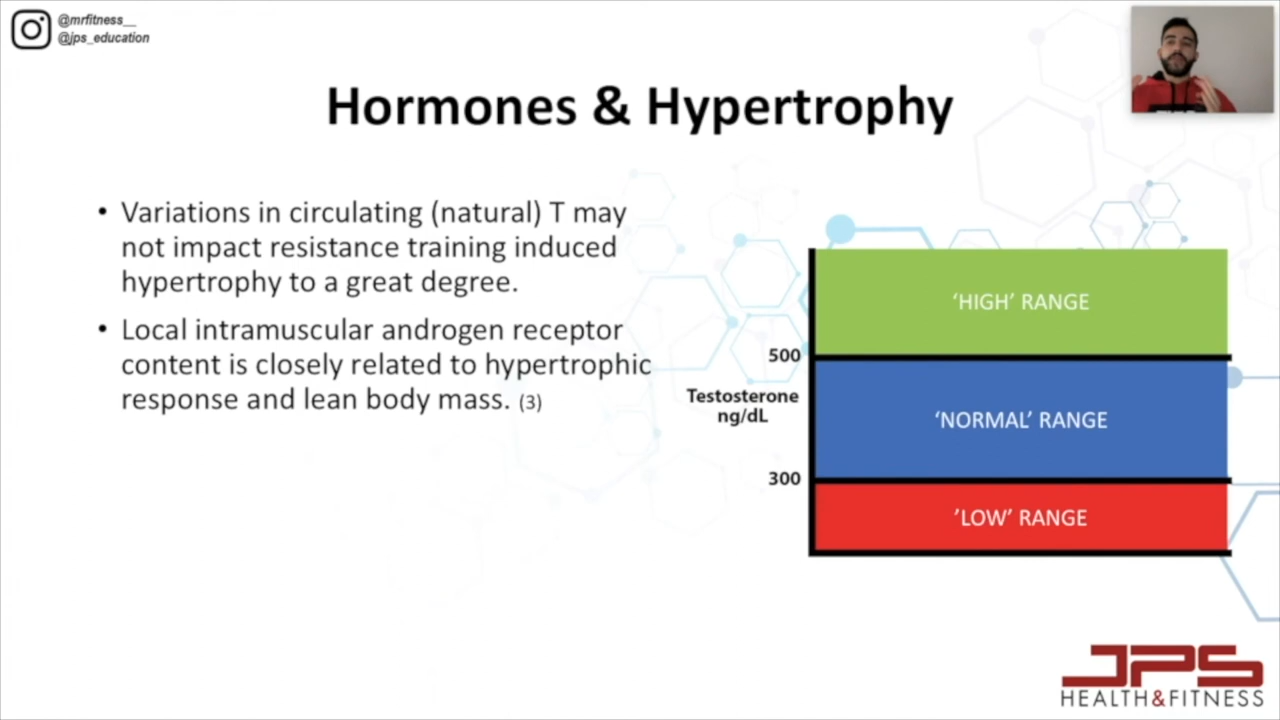 @mrfitness__
@jps_education
Hormones & Hypertrophy
• Variations in circulating (natural) T may
not impact resistance training induced
hypertrophy to a great degree.
• Local intramuscular androgen receptor
content is closely related to hypertrophic
response and lean body mass. (3)
‘HIGH’ RANGE
500
Testosterone
ng/dL
‘NORMAL’ RANGE
300
’LOW’ RANGE
JPS
HEALTH&FITNESS